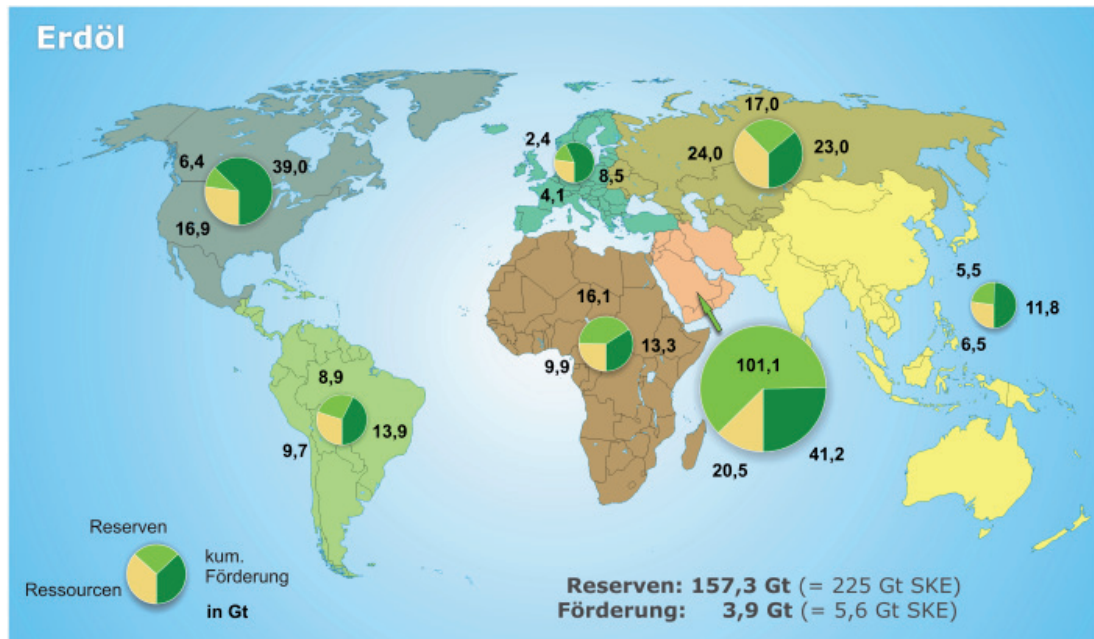 Erdöl
17,0
2,4
24,0
23,0
6,4
39,0
8,5
4,1
16,9
5,5
16,1
11,8
13,3
6,5
9,9
101,1
8,9
13,9
9,7
20,5
41,2
Reserven
kum.
Förderung
Ressourcen
in Gt
Reserven: 157,3 Gt (= 225 Gt SKE)
Förderung: 3,9 Gt (= 5,6 Gt SKE)